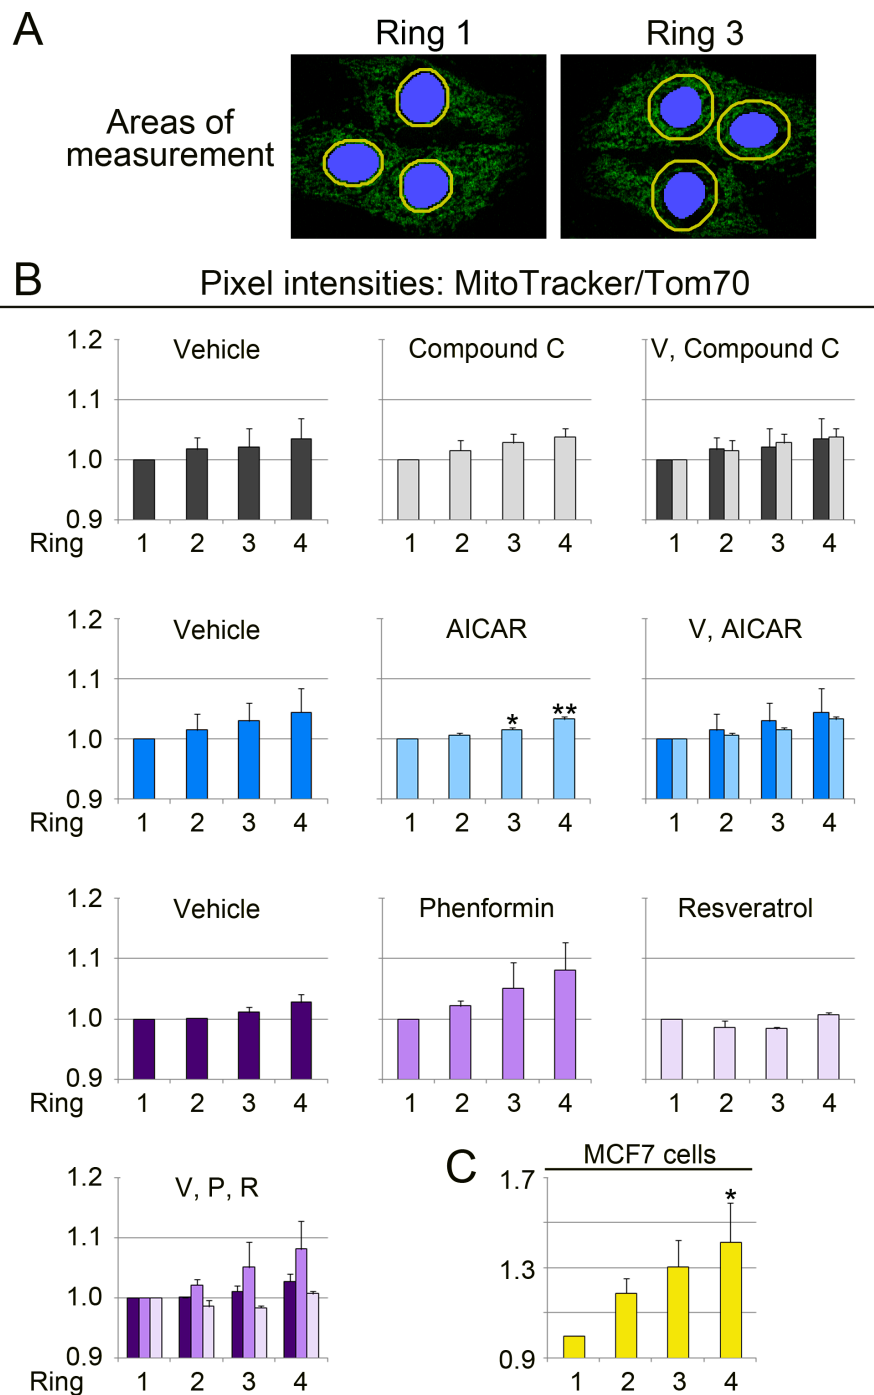 A
Ring 1 Ring 3
Areas of
measurement
B
Pixel intensities: MitoTracker/Tom70
Vehicle Compound C V, Compound C
1.2
1.1
1.0
0.9
Ring 1 2 3 4 1 2 3 4 1 2 3 4
Vehicle AICAR V, AICAR
1.2
1.1
* **
1.0
0.9
Ring 1 2 3 4 1 2 3 4 1 2 3 4
Vehicle Phenformin Resveratrol
1.2
1.1
1.0
0.9
Ring 1 2 3 4 1 2 3 4 1 2 3 4
V, P, R
1.2
1.1
1.0
0.9
Ring 1 2 3 4
C
MCF7 cells
1.7
*
1.3
0.9
1 2 3 4